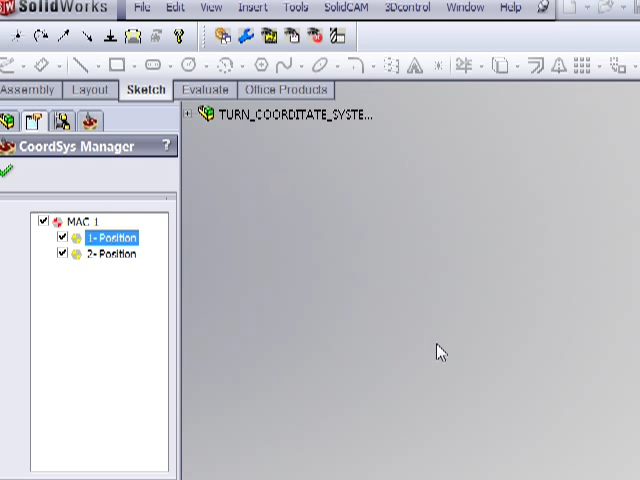 SolidWorks File Edit View Insert Tools SolidCAM 3Dcontrol Window Help
Assembly Layout Sketch Evaluate Office Products
TURN_COORDITATE_SYSTE...
CoordSys Manager ?
MAC 1
1- Position
2- Position